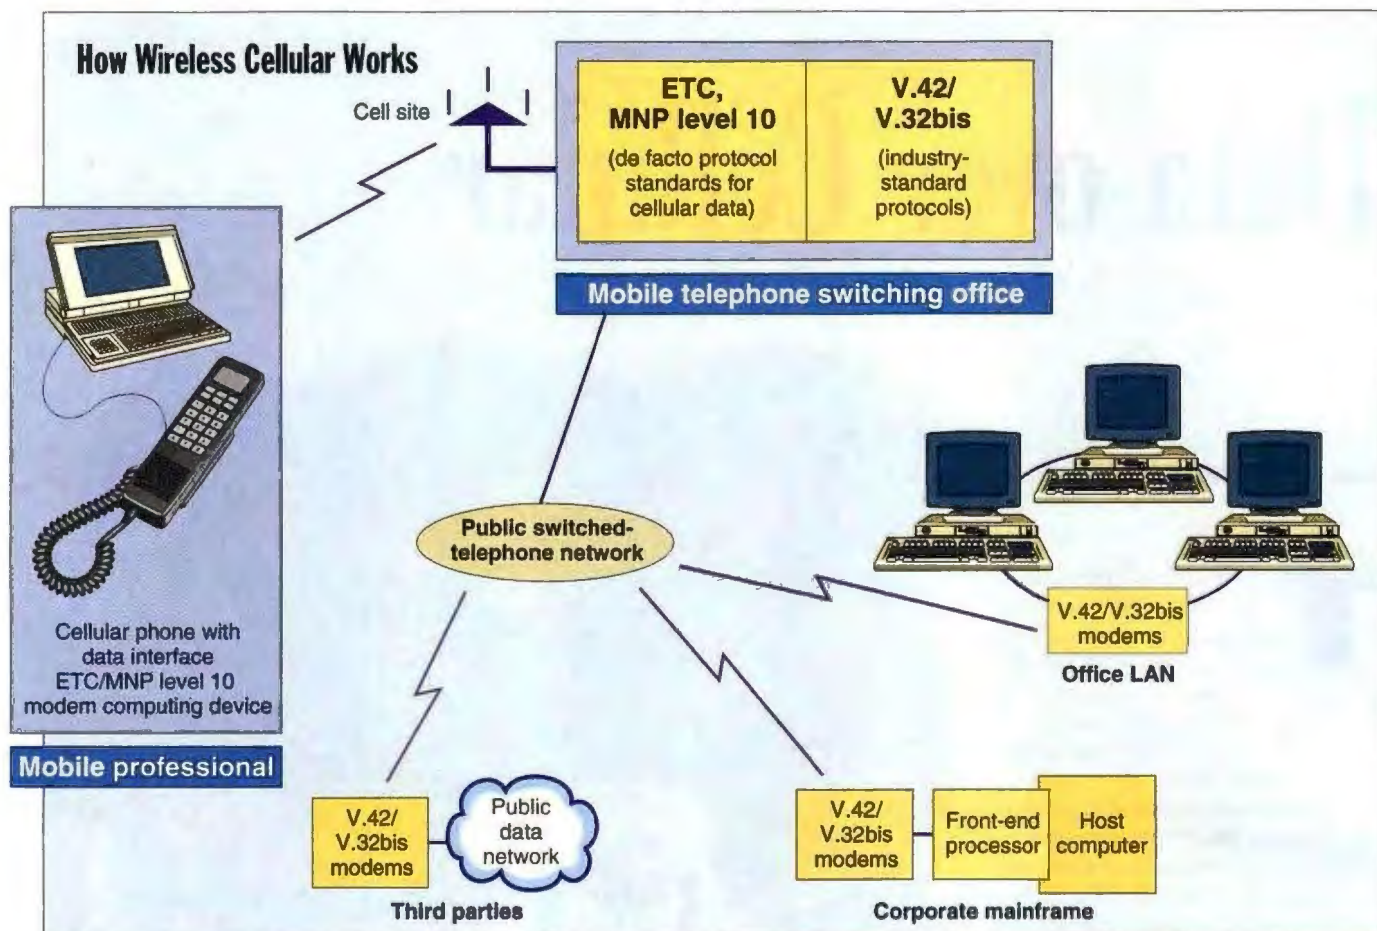 How Wireless Cellular Works
Cell site
ETC,
MNP level 10
(de facto protocol
standards for
cellular data)
V.42/
V.32bis
(industry-
standard
protocols)
Mobile telephone switching office
Cellular phone with
data interface
ETC/MNP level 10
modem computing device
Mobile professional
Public switched-
telephone network
V.42/V.32bis
modems
Office LAN
V.42/
V.32bis
modems
Public
data
network
Third parties
V.42/
V.32bis
modems
Front-end
processor
Host
computer
Corporate mainframe